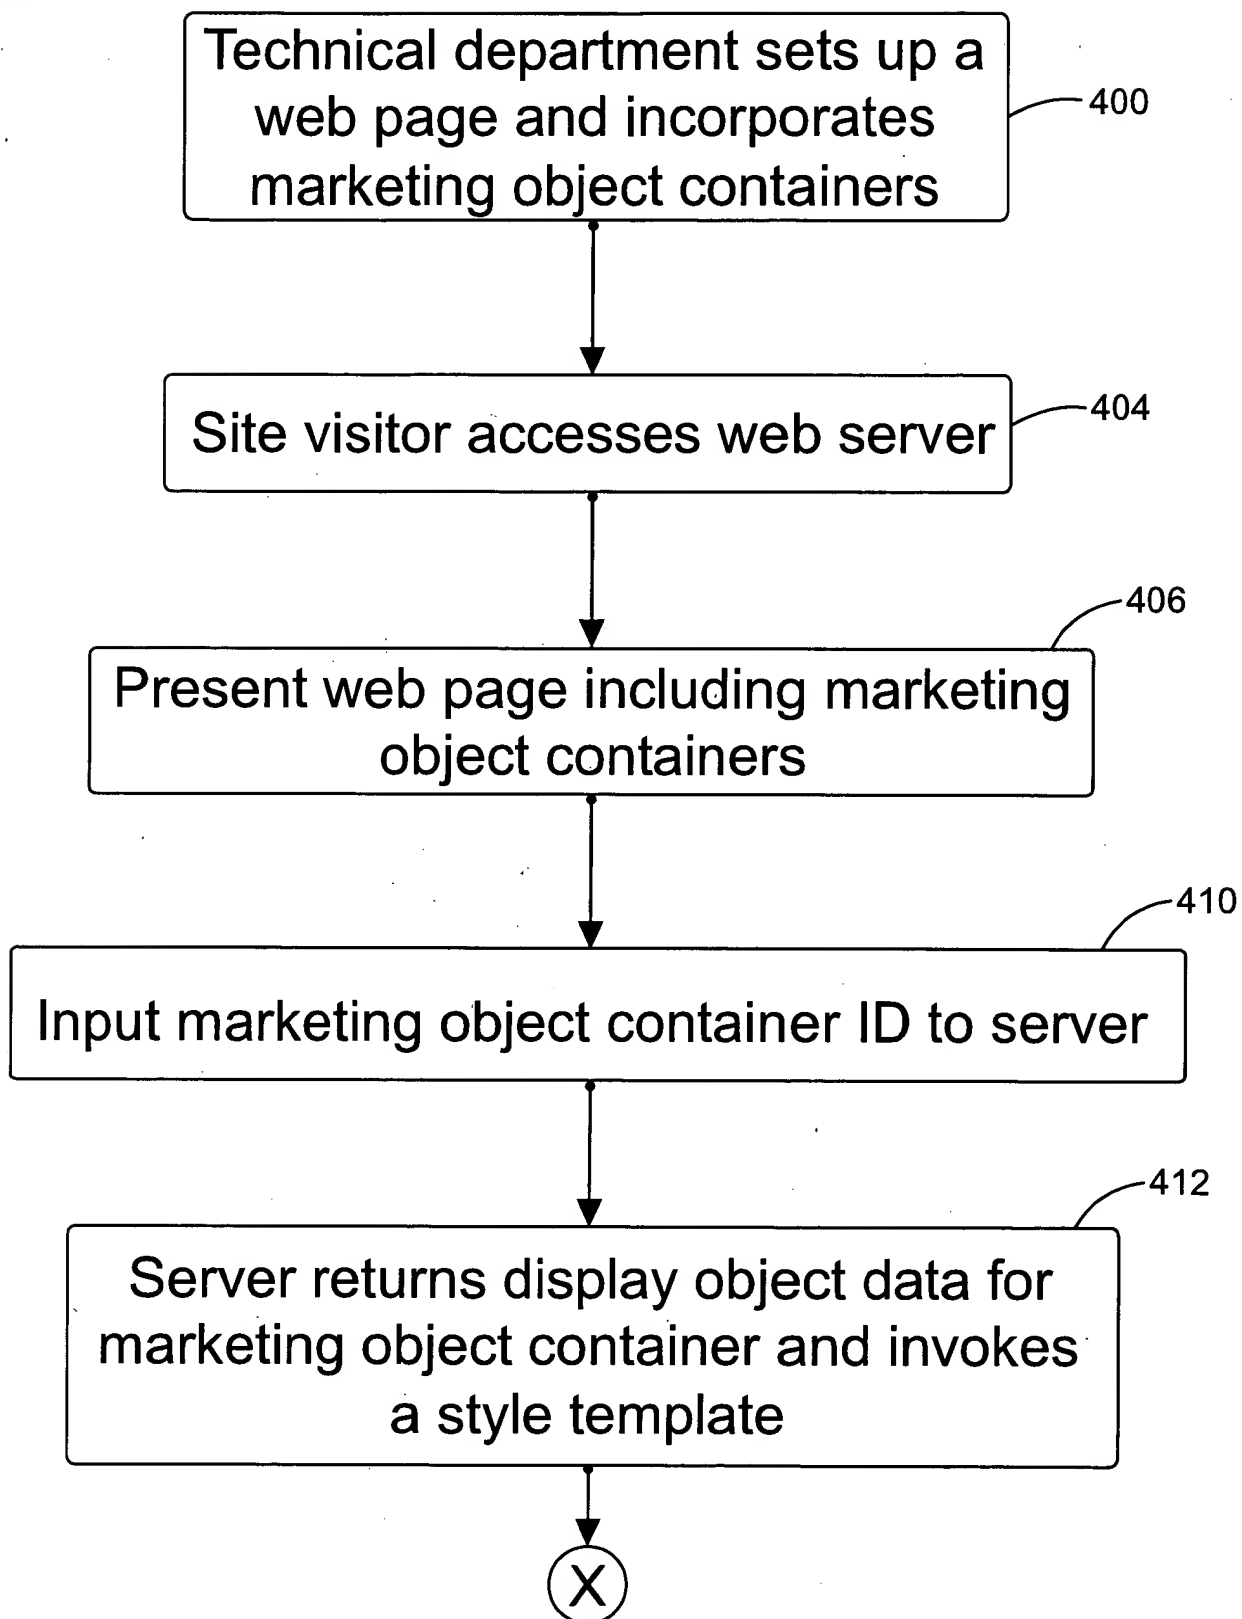 Technical department sets up a
web page and incorporates
marketing object containers
400
Site visitor accesses web server
404
406
Present web page including marketing
object containers
410
Input marketing object container ID to server
412
Server returns display object data for
marketing object container and invokes
a style template
X